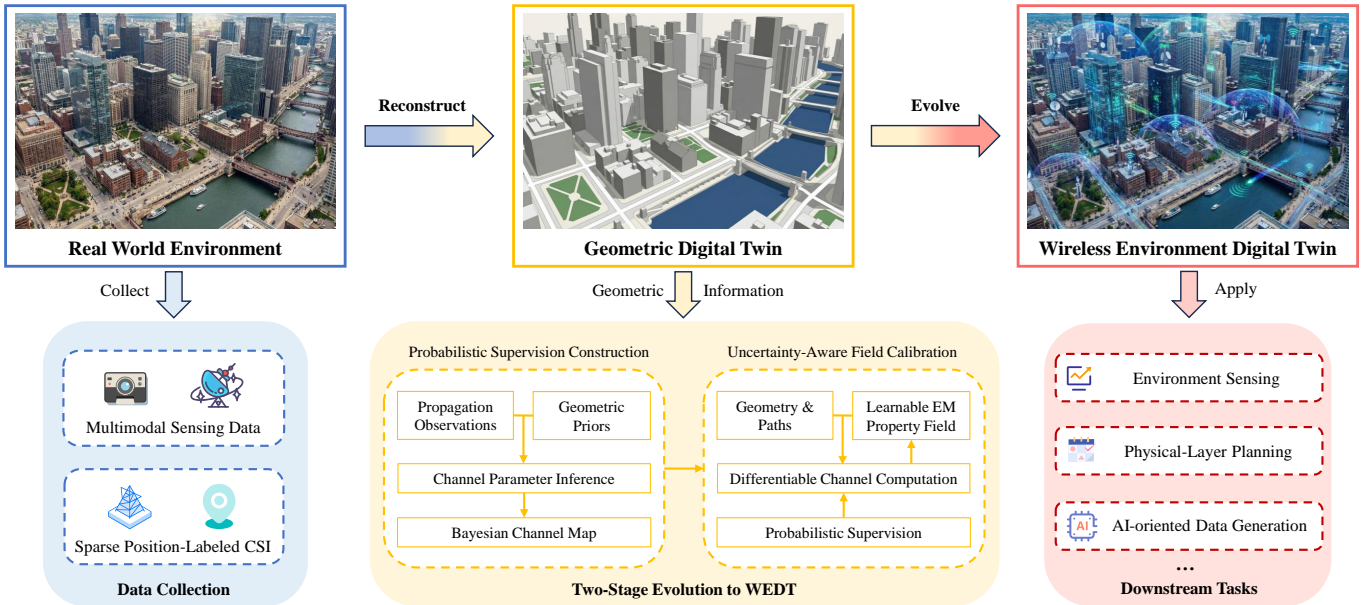 Reconstruct
Evolve
Real World Environment
Geometric Digital Twin
Wireless Environment Digital Twin
Collect
Geometric Information
Apply
Multimodal Sensing Data
Sparse Position-Labeled CSI
Data Collection
Probabilistic Supervision Construction
Propagation
Observations
Geometric
Priors
Channel Parameter Inference
Bayesian Channel Map
Uncertainty-Aware Field Calibration
Geometry &
Paths
Learnable EM
Property Field
Differentiable Channel Computation
Probabilistic Supervision
Two-Stage Evolution to WEDT
Environment Sensing
Physical-Layer Planning
AI
AI-oriented Data Generation
...
Downstream Tasks